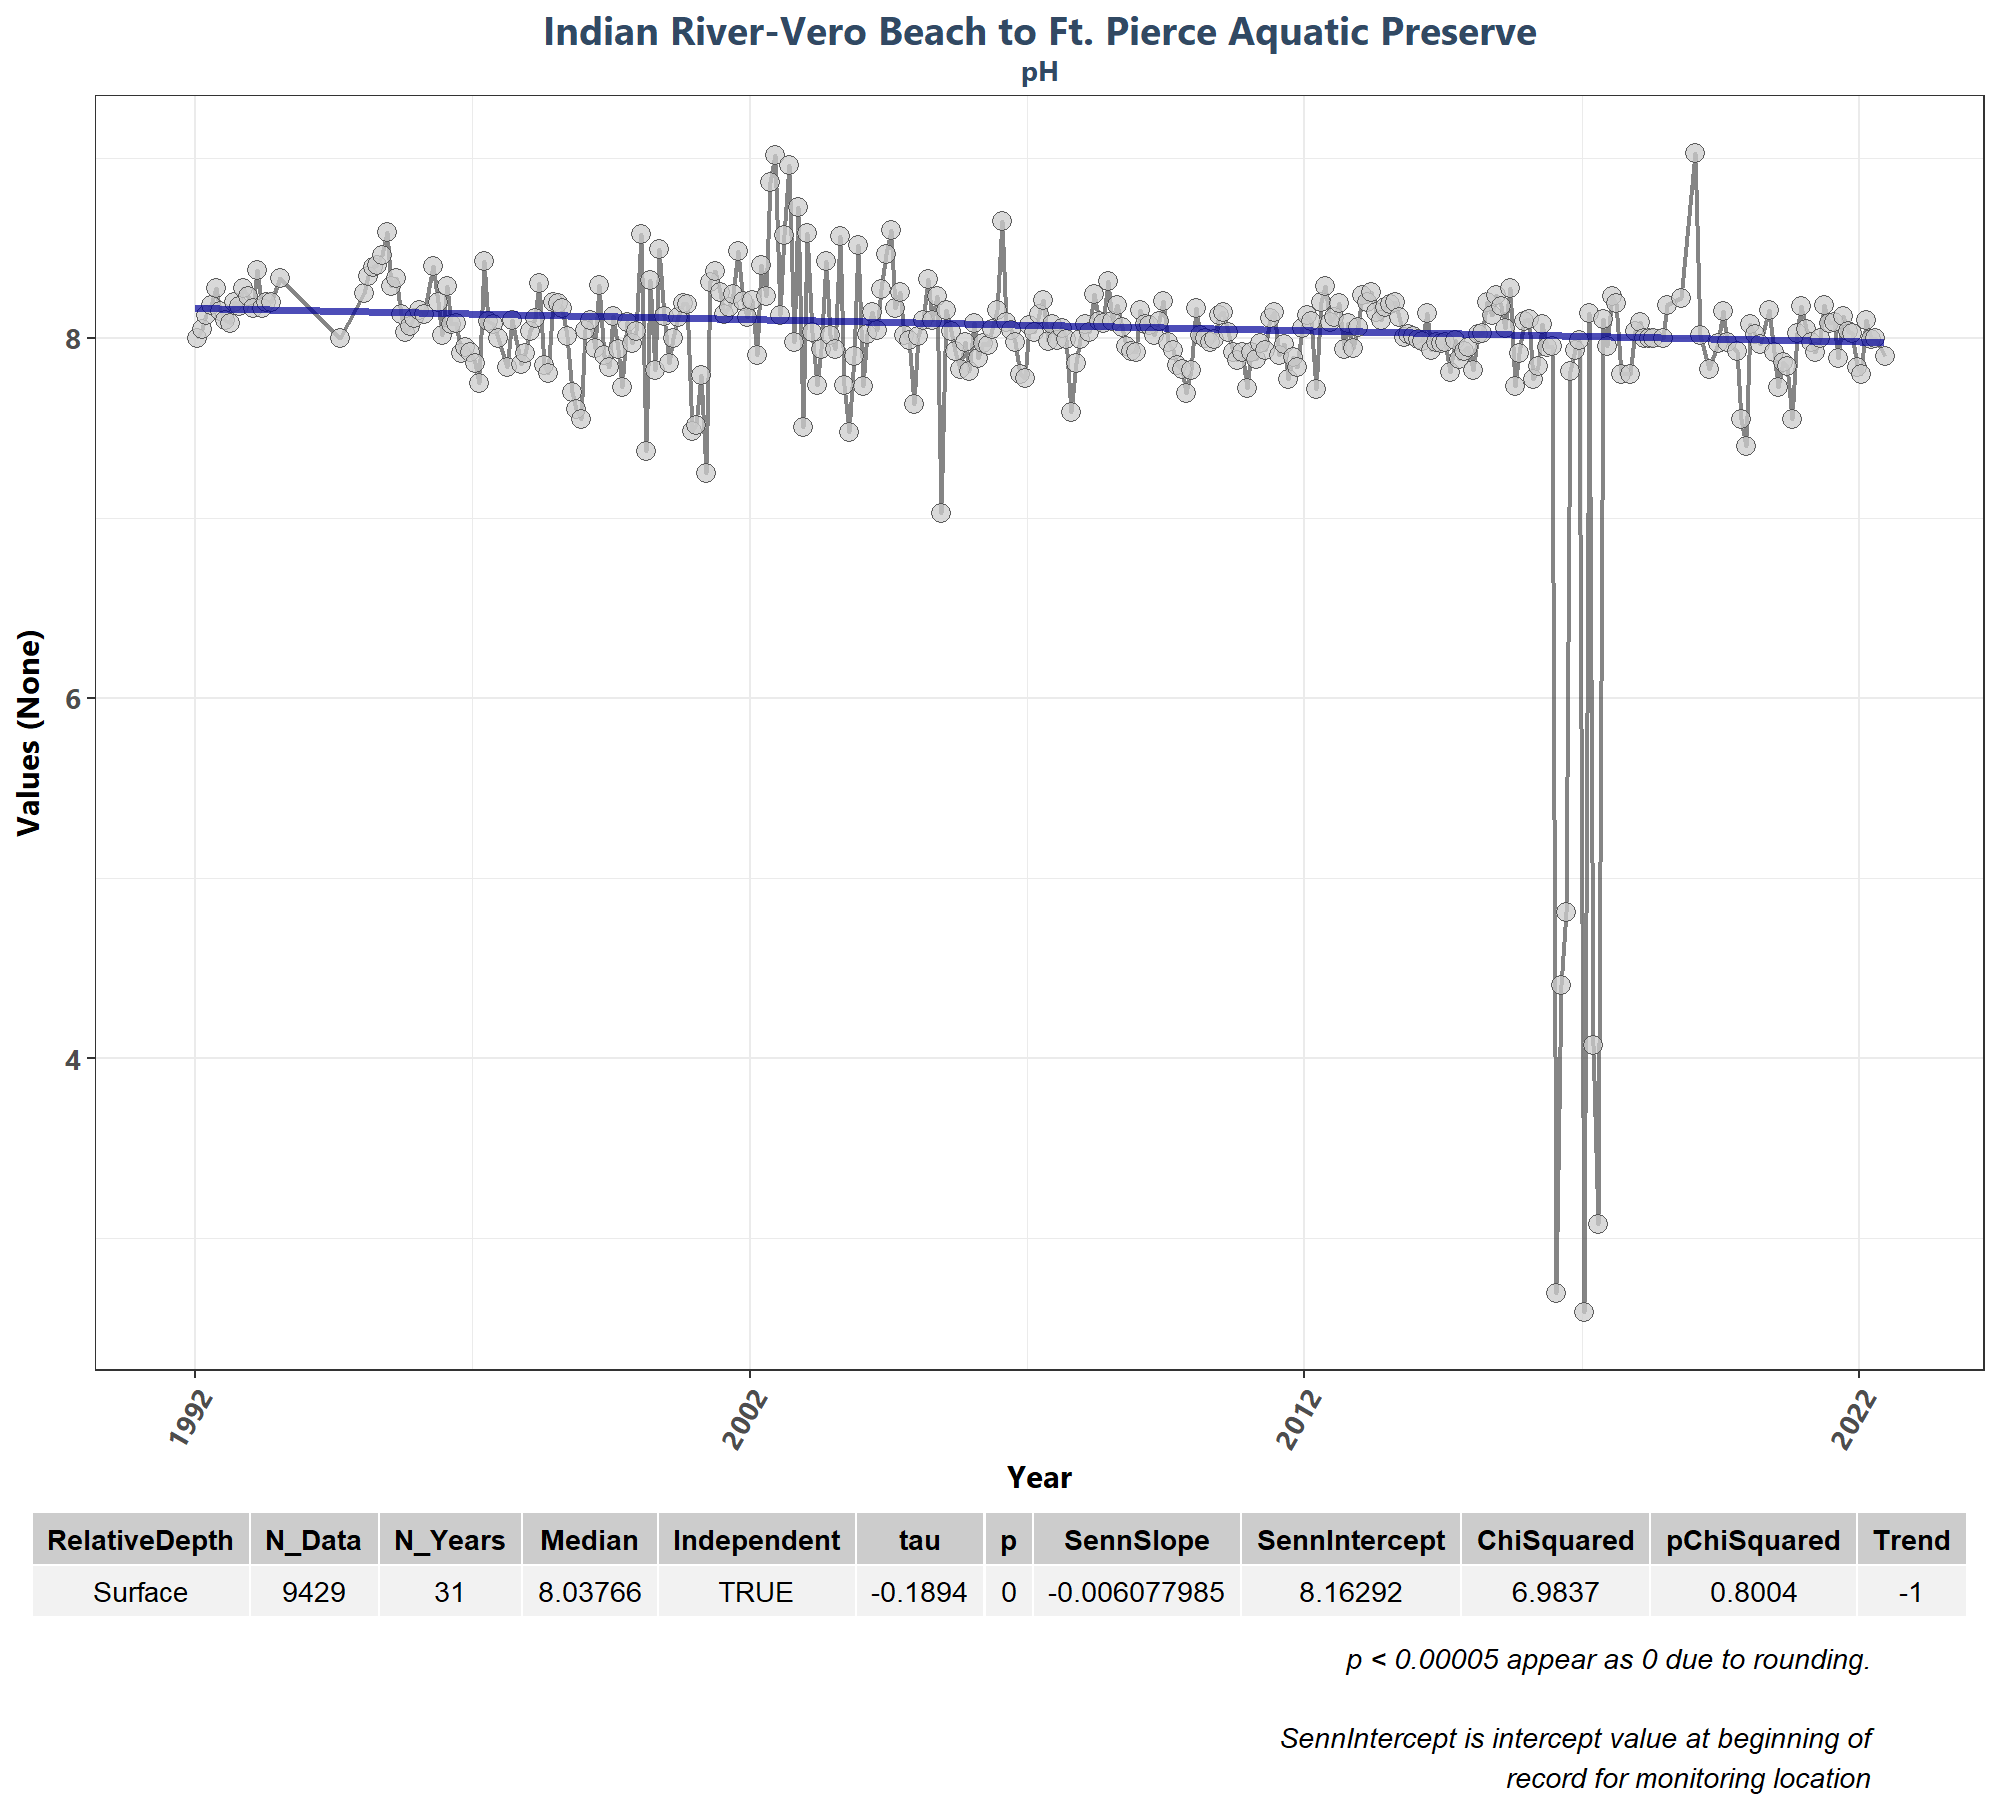 Indian River-Vero Beach to Ft. Pierce Aquatic Preserve
pH
Values (None)
8
6
4
1992
2002
2012
2022
Year
RelativeDepth N_Data N_Years Median Independent tau p SennSlope SennIntercept ChiSquared pChiSquared Trend
Surface 9429 31 8.03766 TRUE -0.1894 0 -0.006077985 8.16292 6.9837 0.8004 -1
p < 0.00005 appear as 0 due to rounding.
SennIntercept is intercept value at beginning of
record for monitoring location